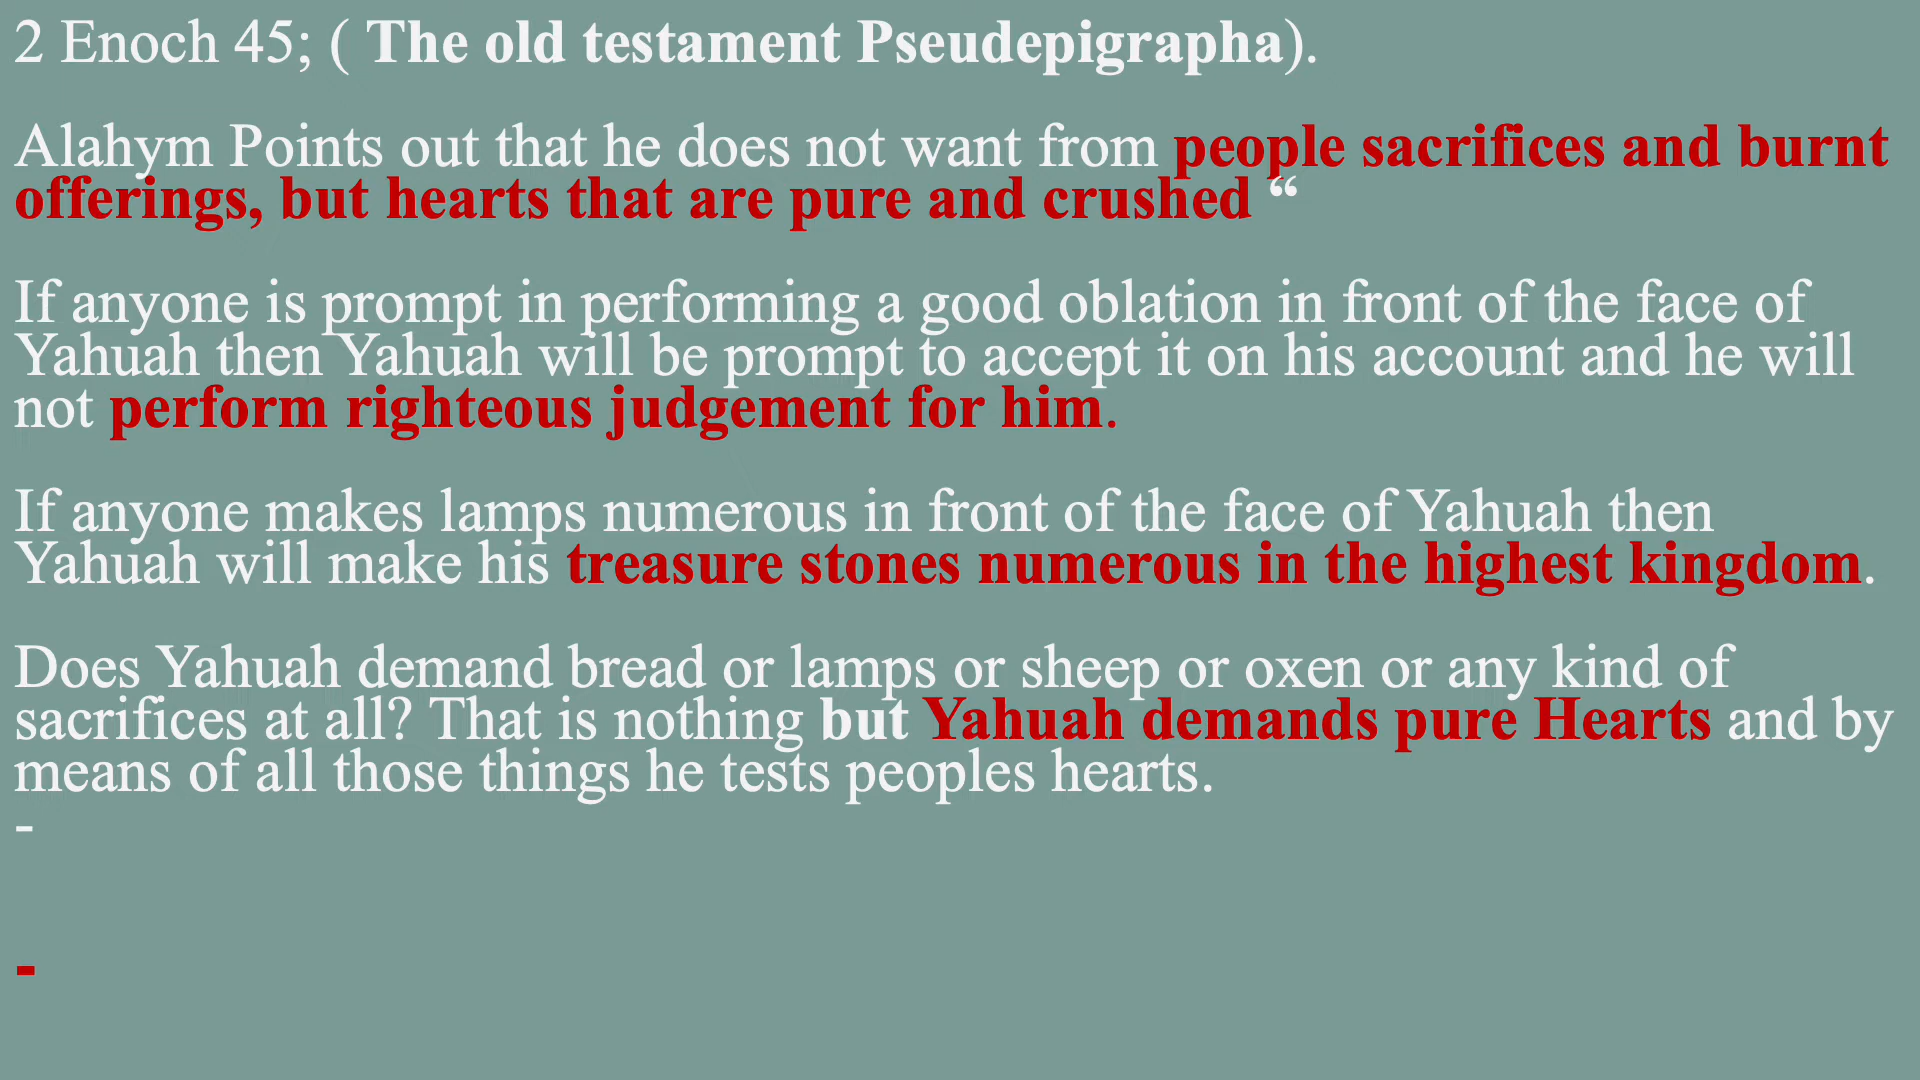 2 Enoch 45; ( The old testament Pseudepigrapha).
Alahym Points out that he does not want from people sacrifices and burnt
offerings, but hearts that are pure and crushed “
If anyone is prompt in performing a good oblation in front of the face of
Yahuah then Yahuah will be prompt to accept it on his account and he will
not perform righteous judgement for him.
If anyone makes lamps numerous in front of the face of Yahuah then
Yahuah will make his treasure stones numerous in the highest kingdom.
Does Yahuah demand bread or lamps or sheep or oxen or any kind of
sacrifices at all? That is nothing but Yahuah demands pure Hearts and by
means of all those things he tests peoples hearts.
-
-